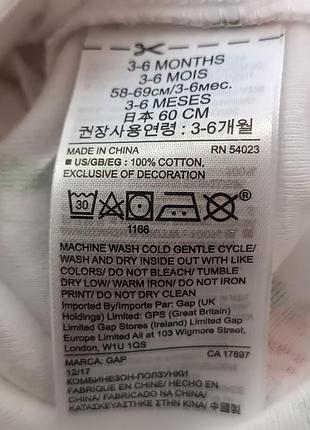 3-6 MONTHS
3-6 MOIS
58-69см/3-6мес.
3-6 MESES
日本 60 CM
권장사용연령 : 3-6개월
MADE IN CHINA RN 54023
■ US/GB/EG : 100% COTTON,
EXCLUSIVE OF DECORATION
30 ®
1166
MACHINE WASH COLD GENTLE CYCLE/
WASH AND DRY INSIDE OUT WITH LIKE
COLORS/ DO NOT BLEACH/ TUMBLE
DRY LOW/ WARM IRON/ DO NOT IRON
PRINT/ DO NOT DRY CLEAN
Imported By/Importe Par: Gap (UK
Holdings) Limited: GPS (Great Britain)
Limited Gap Stores (Ireland) Limited Gap
Europe Limited All at 103 Wigmore Street,
London, W1U 1QS
MARCA: GAP CA 17897
12/17
КОМБИНЕЗОН-ПОЛЗУНКИ
FABRIQUE EN CHINE/ HECHO EN
CHINA/ FABRICADO NA CHINA/
ΚΑΤΑΣΚΕΥΑΣΤΗΚΕ ΣΤΗΝ ΚΙΝΑ/
中國製